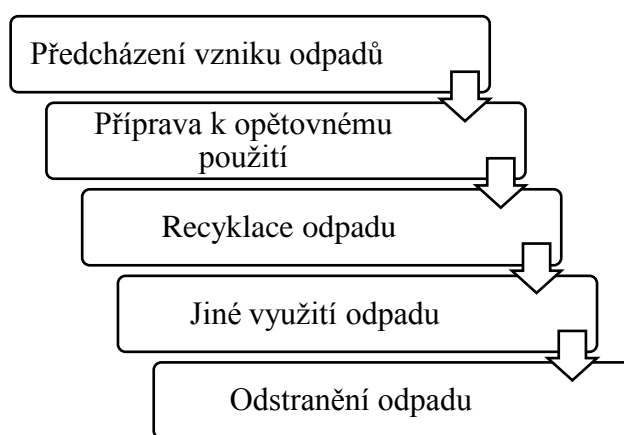 Předcházení vzniku odpadů
Příprava k opětovnému
použití
Recyklace odpadu
Jiné využití odpadu
Odstranění odpadu